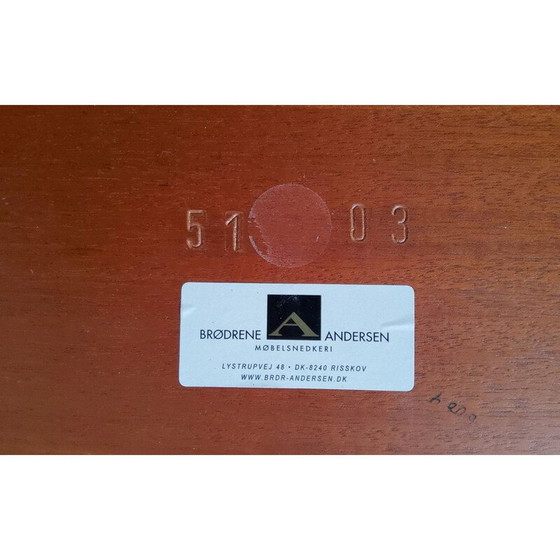 51 03
BRØDRENE A ANDERSEN
MØBELSNEDKERI
LYSTRUPVEJ 48 • DK-8240 RISSKOV
WWW.BRDR-ANDERSEN.DK